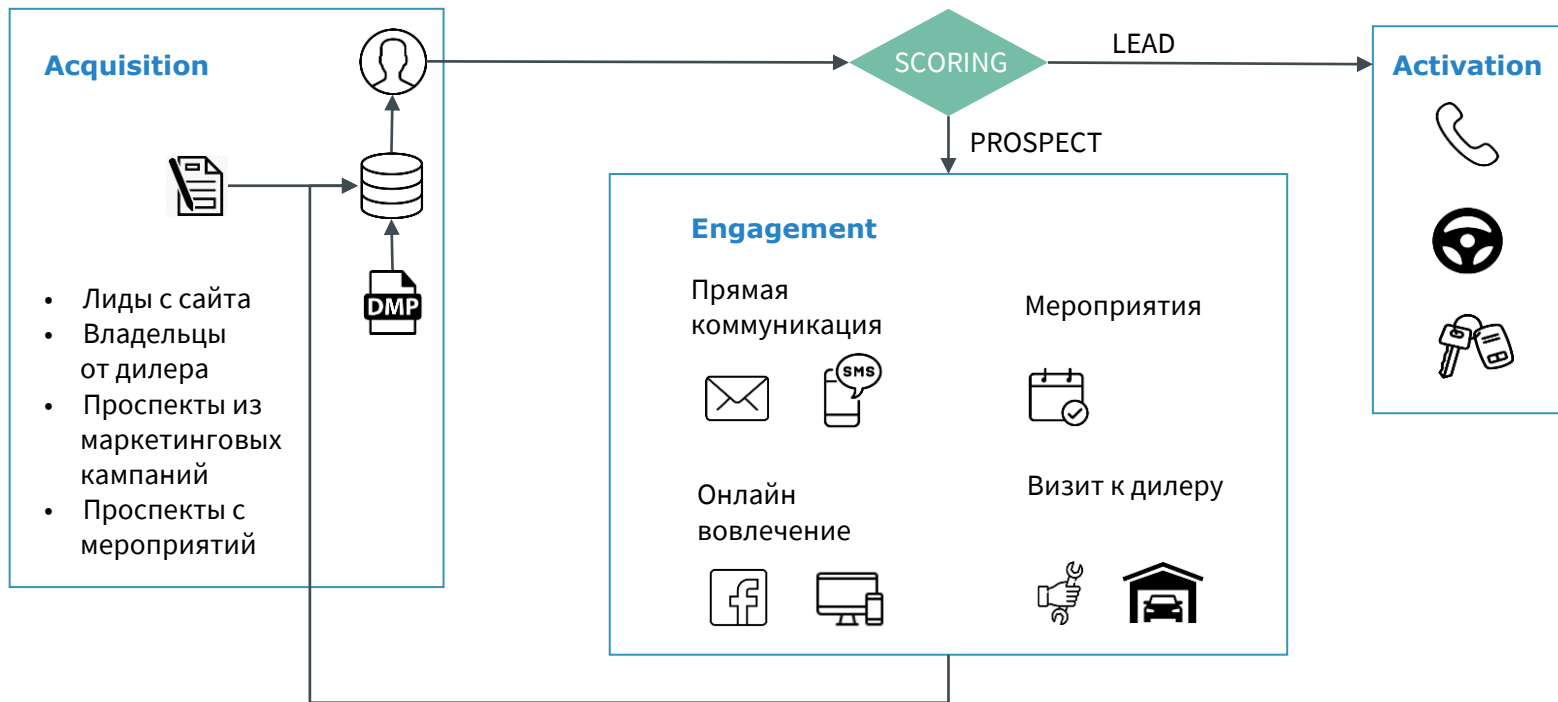 Acquisition
DMP
• Лиды с сайта
• Владельцы
от дилера
• Проспекты из
маркетинговых
кампаний
• Проспекты с
мероприятий
SCORING
LEAD
PROSPECT
Engagement
Прямая
коммуникация
SMS
Мероприятия
Онлайн
вовлечение
Визит к дилеру
Activation